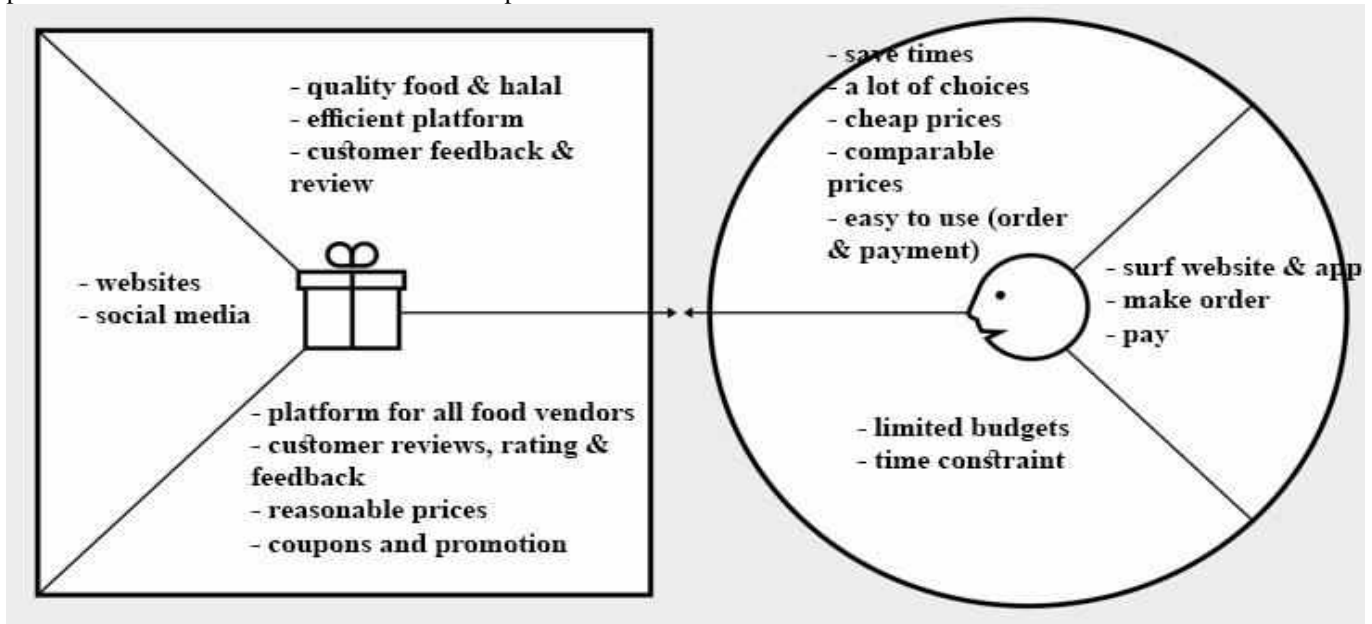 - quality food & halal
- efficient platform
- customer feedback &
review
- websites
- social media
- platform for all food vendors
- customer reviews, rating &
feedback
- reasonable prices
- coupons and promotion
- save times
- a lot of choices
- cheap prices
- comparable
prices
- easy to use (order
& payment)
- surf website & app
- make order
- pay
- limited budgets
- time constraint